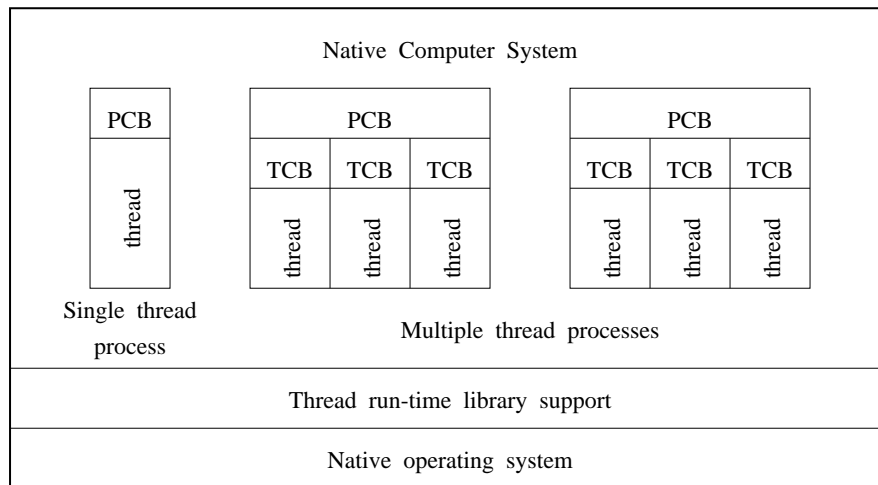 Native Computer System
PCB
PCB
PCB
TCB TCB TCB
TCB TCB TCB
thread
thread thread thread
thread thread thread
Single thread
process
Multiple thread processes
Thread run-time library support
Native operating system